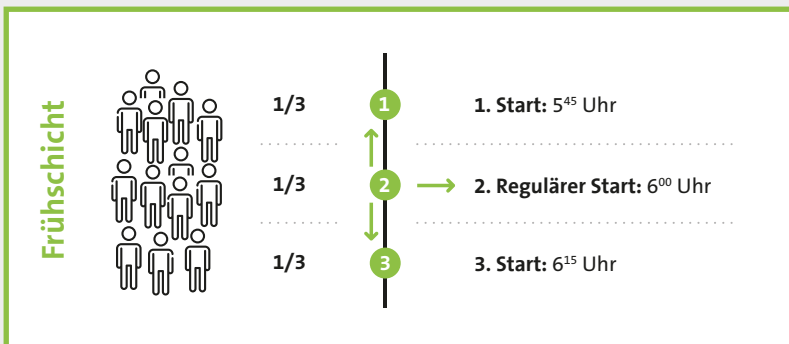 Frühschicht
1/3 1 1. Start: 5⁴⁵ Uhr
1/3 2 2. Regulärer Start: 6⁰⁰ Uhr
1/3 3 3. Start: 6¹⁵ Uhr